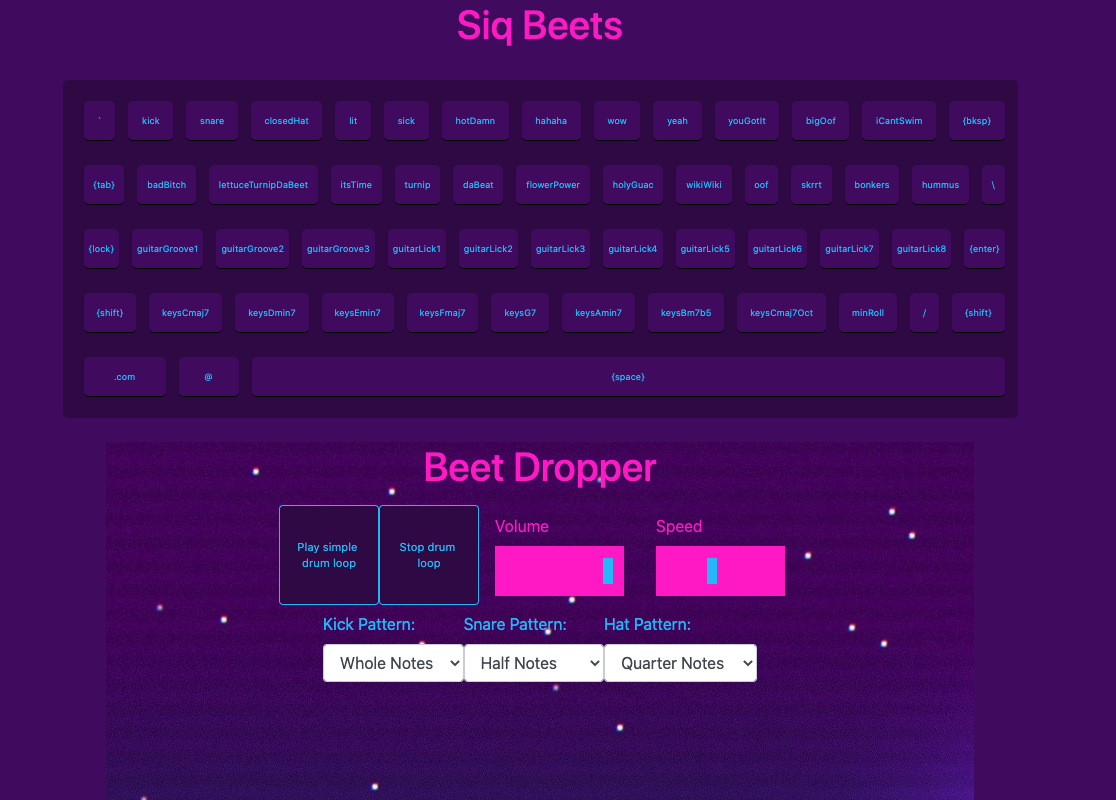 Siq Beets
` kick snare closedHat lit sick hotDamn hahaha wow yeah youGotIt bigOof iCantSwim {bksp}
{tab} badBitch lettuceTurnipDaBeet itsTime turnip daBeat flowerPower holyGuac wikiWiki oof skrrt bonkers hummus \
{lock} guitarGroove1 guitarGroove2 guitarGroove3 guitarLick1 guitarLick2 guitarLick3 guitarLick4 guitarLick5 guitarLick6 guitarLick7 guitarLick8 {enter}
{shift} keysCmaj7 keysDmin7 keysEmin7 keysFmaj7 keysG7 keysAmin7 keysBm7b5 keysCmaj7Oct minRoll / {shift}
.com @ {space}
Beet Dropper
Play simple drum loop
Stop drum loop
Volume
Speed
Kick Pattern: Snare Pattern: Hat Pattern:
Whole Notes Half Notes Quarter Notes